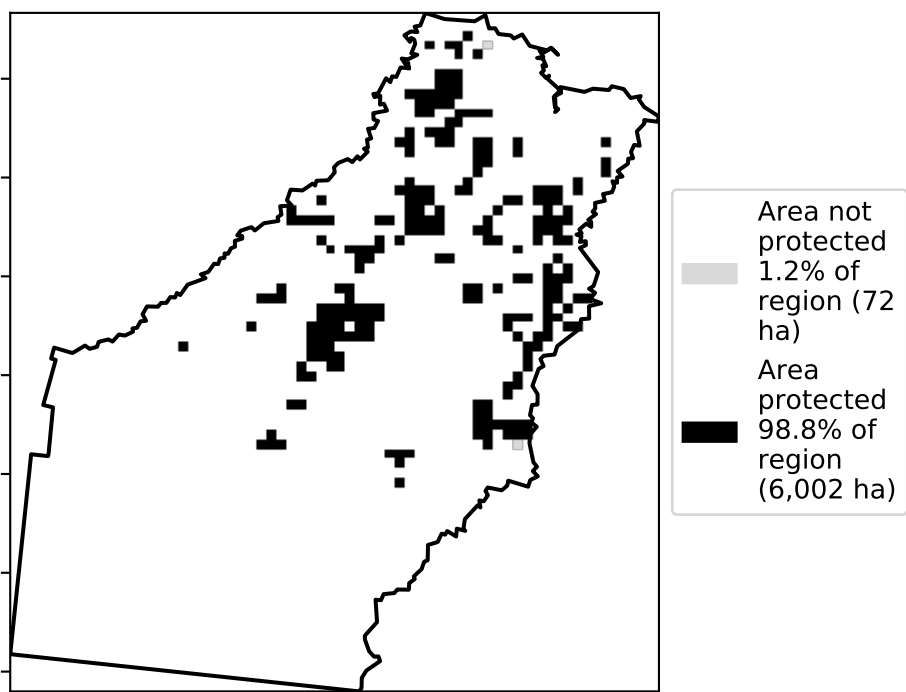 Area not
protected
1.2% of
region (72
ha)
Area
protected
98.8% of
region
(6,002 ha)